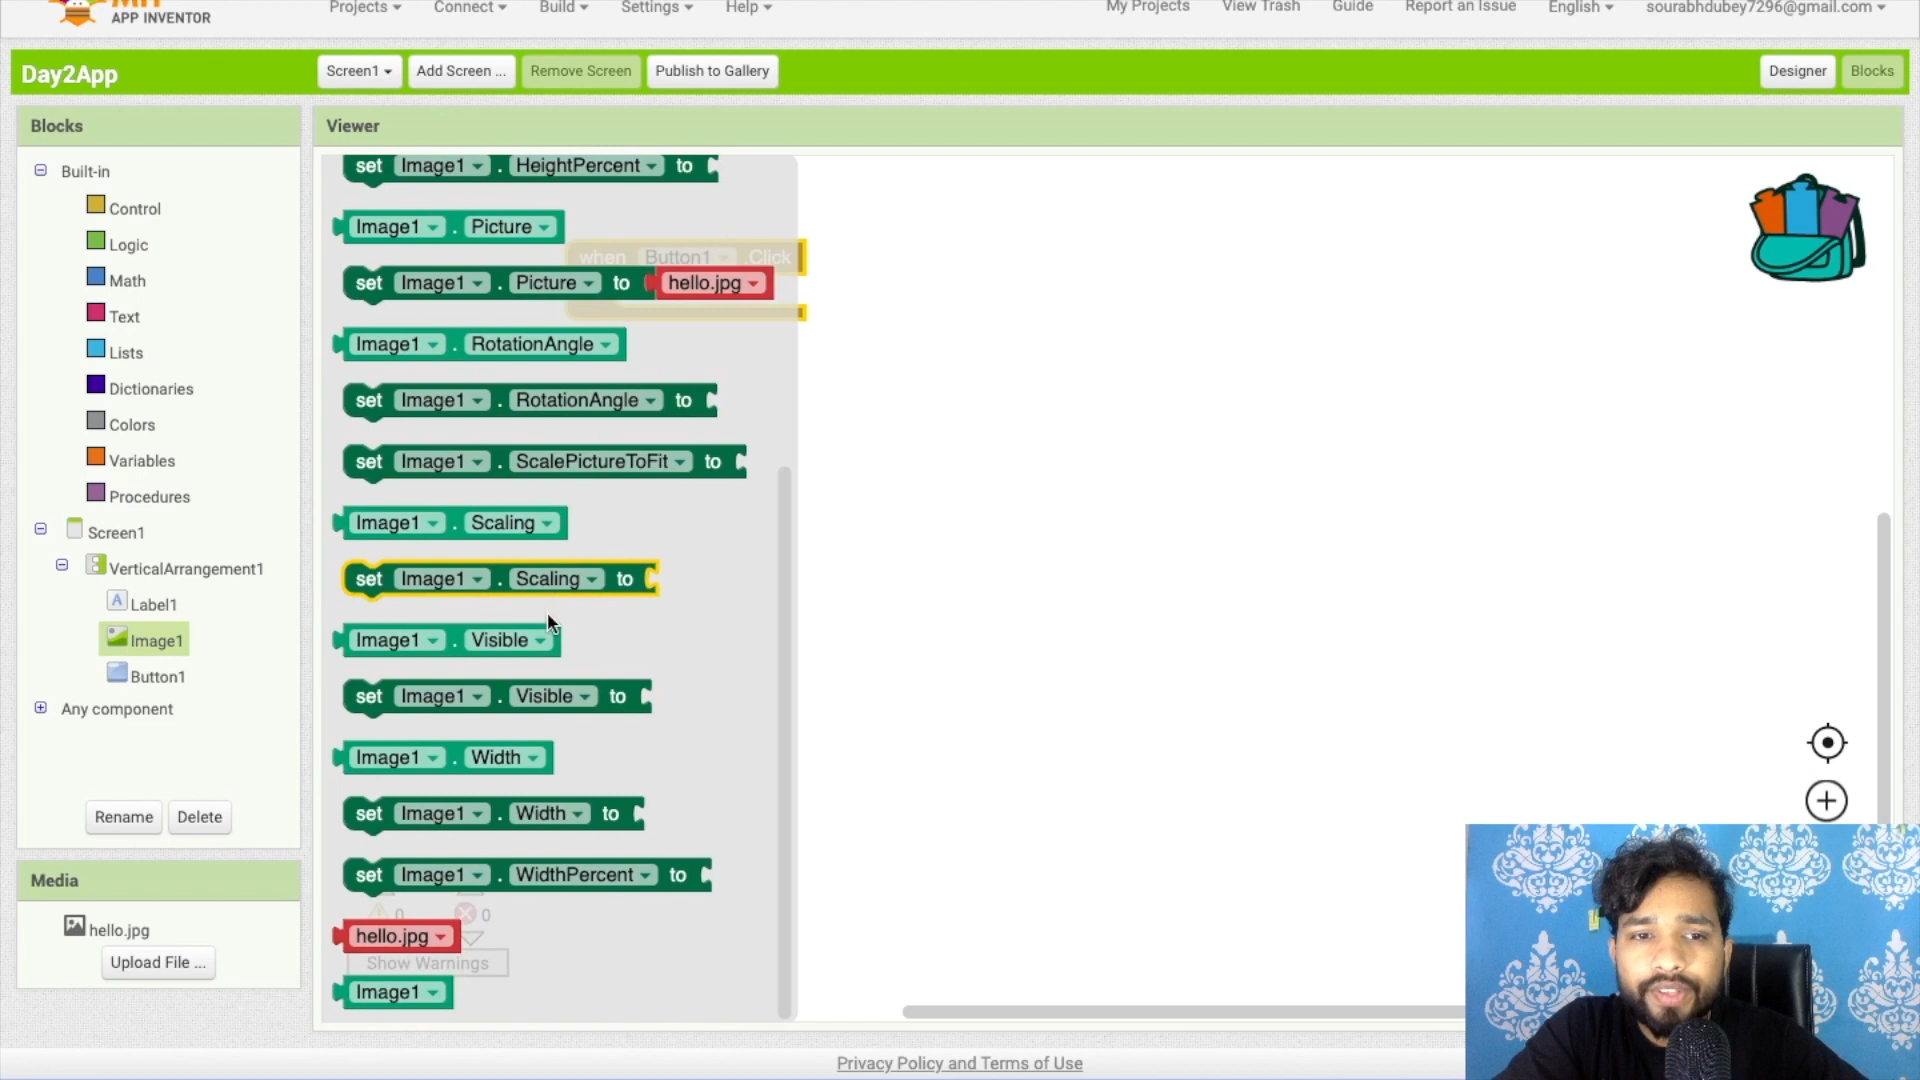 MIT
APP INVENTOR
Projects Connect Build Settings Help My Projects View Trash Guide Report an Issue English sourabhdubey7296@gmail.com
Day2App Screen1 Add Screen ... Remove Screen Publish to Gallery Designer Blocks
Blocks
Viewer
Built-in
Control
Logic
Math
Text
Lists
Dictionaries
Colors
Variables
Procedures
Screen1
VerticalArrangement1
Label1
Image1
Button1
Any component
Rename Delete
Media
hello.jpg
Upload File ...
set Image1 . HeightPercent to
Image1 . Picture
when Button1 .Click
set Image1 . Picture to hello.jpg
Image1 . RotationAngle
set Image1 . RotationAngle to
set Image1 . ScalePictureToFit to
Image1 . Scaling
set Image1 . Scaling to
Image1 . Visible
set Image1 . Visible to
Image1 . Width
set Image1 . Width to
set Image1 . WidthPercent to
0 0
hello.jpg
Show Warnings
Image1
Privacy Policy and Terms of Use